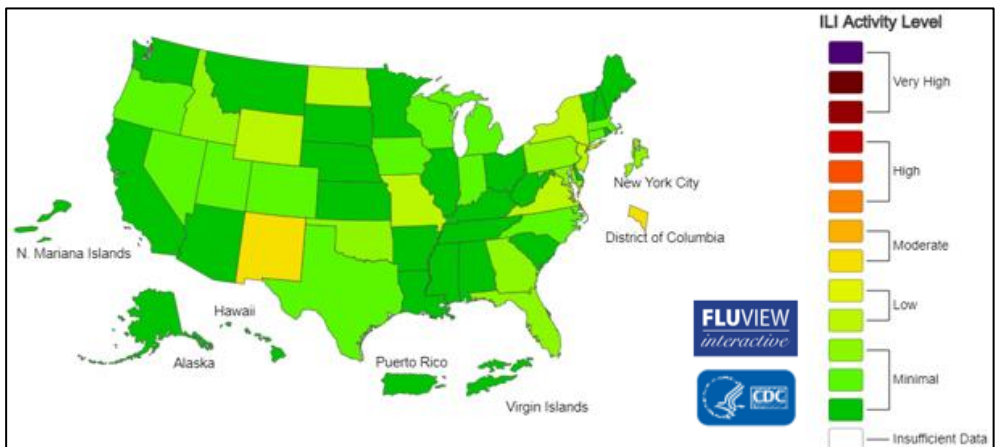 ILI Activity Level
Very High
High
New York City
District of Columbia
Moderate
N. Mariana Islands
Low
Hawaii
FLUVIEW
interactive
Alaska
Puerto Rico
Minimal
CDC
Virgin Islands
Insufficient Data